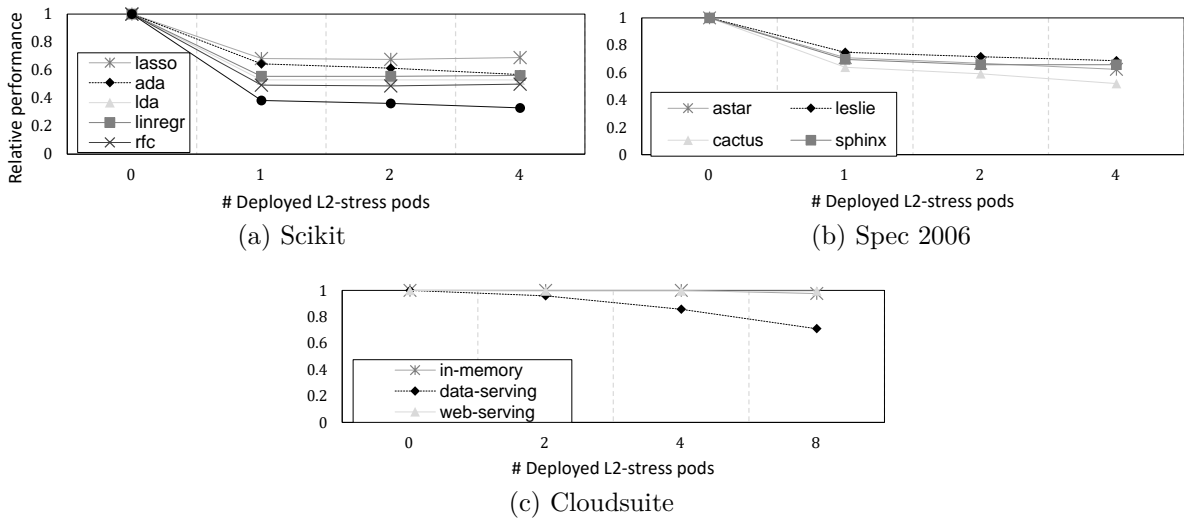 Relative performance
1
0.8
0.6
0.4
0.2
0
lasso
ada
lda
linregr
rfc
0 1 2 4
# Deployed L2-stress pods
(a) Scikit
1
0.8
0.6
0.4
0.2
0
astar leslie
cactus sphinx
0 1 2 4
# Deployed L2-stress pods
(b) Spec 2006
1
0.8
0.6
0.4
0.2
0
in-memory
data-serving
web-serving
0 2 4 8
# Deployed L2-stress pods
(c) Cloudsuite